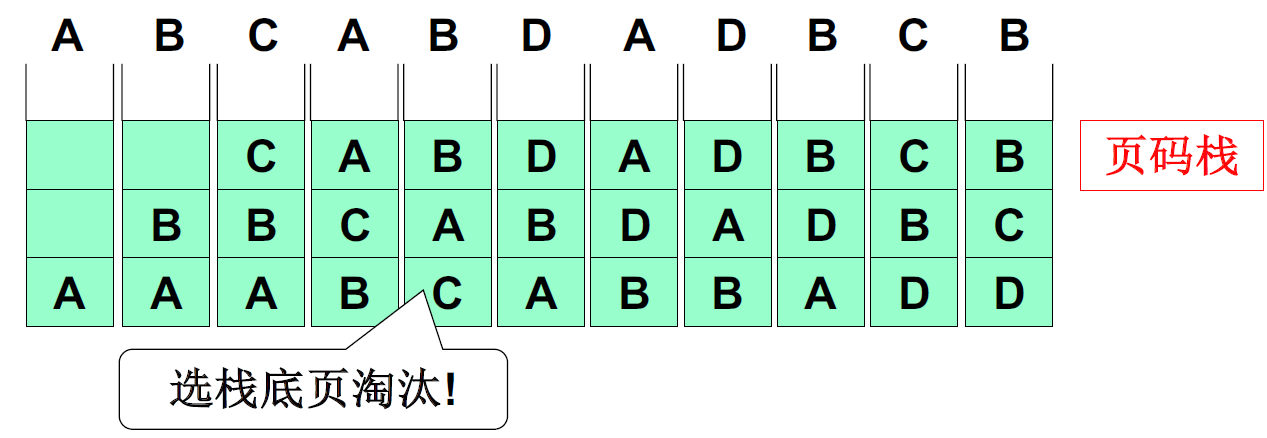 A B C A B D A D B C B
C A B D A D B C B
页码栈
B B C A B D A D B C
A A A B C A B B A D D
选栈底页淘汰!